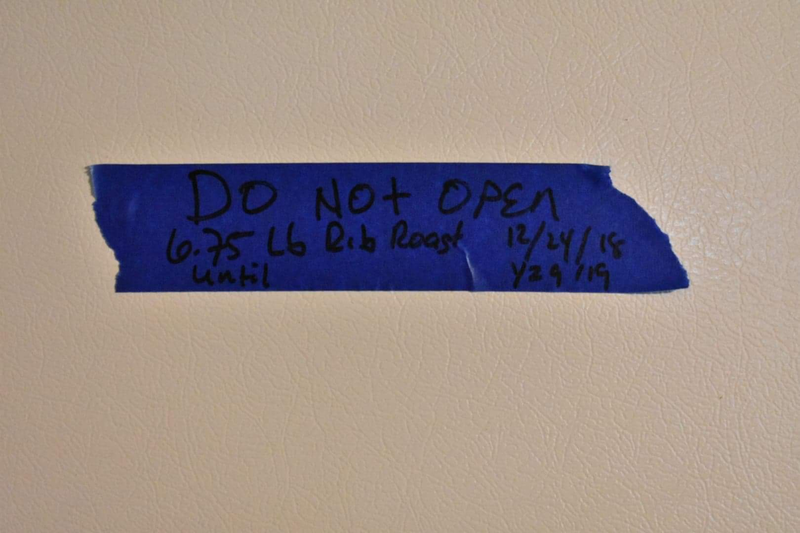 DO NOt OPEn
6.75 Lb Rib Roast 12/24/18
Until 1/29/19